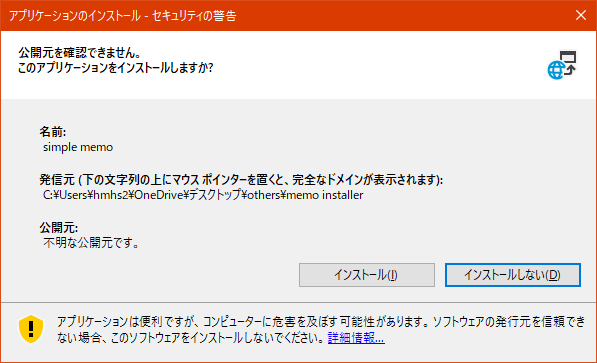 アプリケーションのインストール - セキュリティの警告
公開元を確認できません。
このアプリケーションをインストールしますか?
名前:
simple memo
発信元 (下の文字列の上にマウス ポインターを置くと、完全なドメインが表示されます):
C:¥Users¥hmhs2¥OneDrive¥デスクトップ¥others¥memo installer
公開元:
不明な公開元です。
インストール(I)
インストールしない(D)
アプリケーションは便利ですが、コンピューターに危害を及ぼす可能性があります。ソフトウェアの発行元を信頼でき
ない場合、このソフトウェアをインストールしないでください。詳細情報...